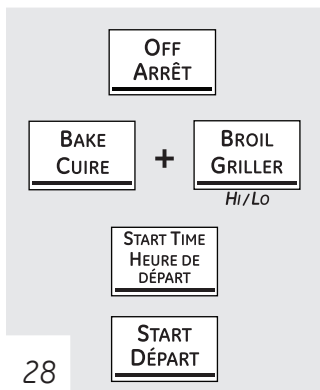 OFF
ARRÊT
BAKE
CUIRE
+
BROIL
GRILLER
HI/LO
START TIME
HEURE DE
DÉPART
START
DÉPART
28